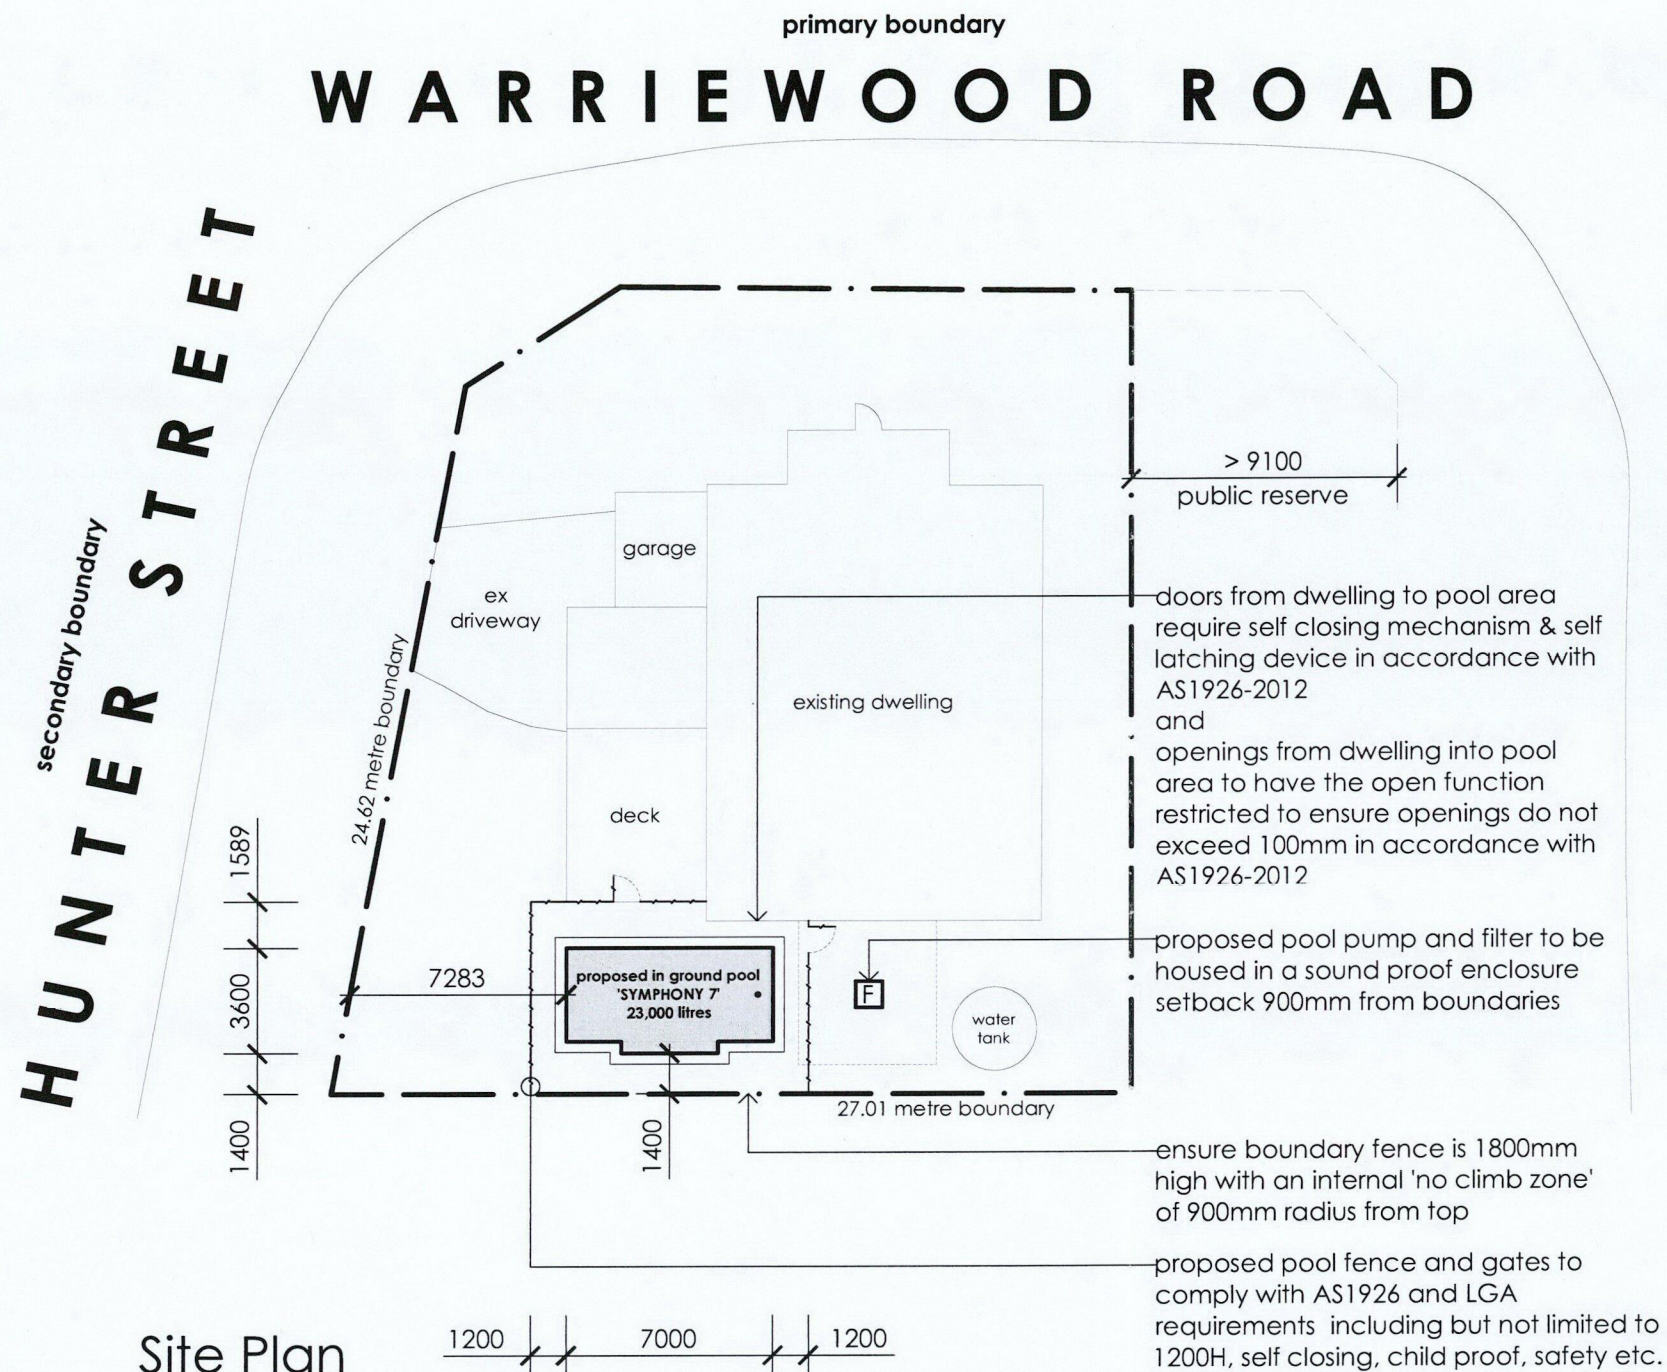 primary boundary
WARRIEWOOD ROAD
HUNTER STREET
secondary boundary
24.62 metre boundary
> 9100
public reserve
garage
ex
driveway
existing dwelling
deck
doors from dwelling to pool area
require self closing mechanism & self
latching device in accordance with
AS1926-2012
and
openings from dwelling into pool
area to have the open function
restricted to ensure openings do not
exceed 100mm in accordance with
AS1926-2012
1589
3600
1400
7283
proposed in ground pool
'SYMPHONY 7'
23,000 litres
F
water
tank
proposed pool pump and filter to be
housed in a sound proof enclosure
setback 900mm from boundaries
27.01 metre boundary
1400
ensure boundary fence is 1800mm
high with an internal 'no climb zone'
of 900mm radius from top
proposed pool fence and gates to
comply with AS1926 and LGA
requirements including but not limited to
1200H, self closing, child proof, safety etc.
1200
7000
1200
Site Plan